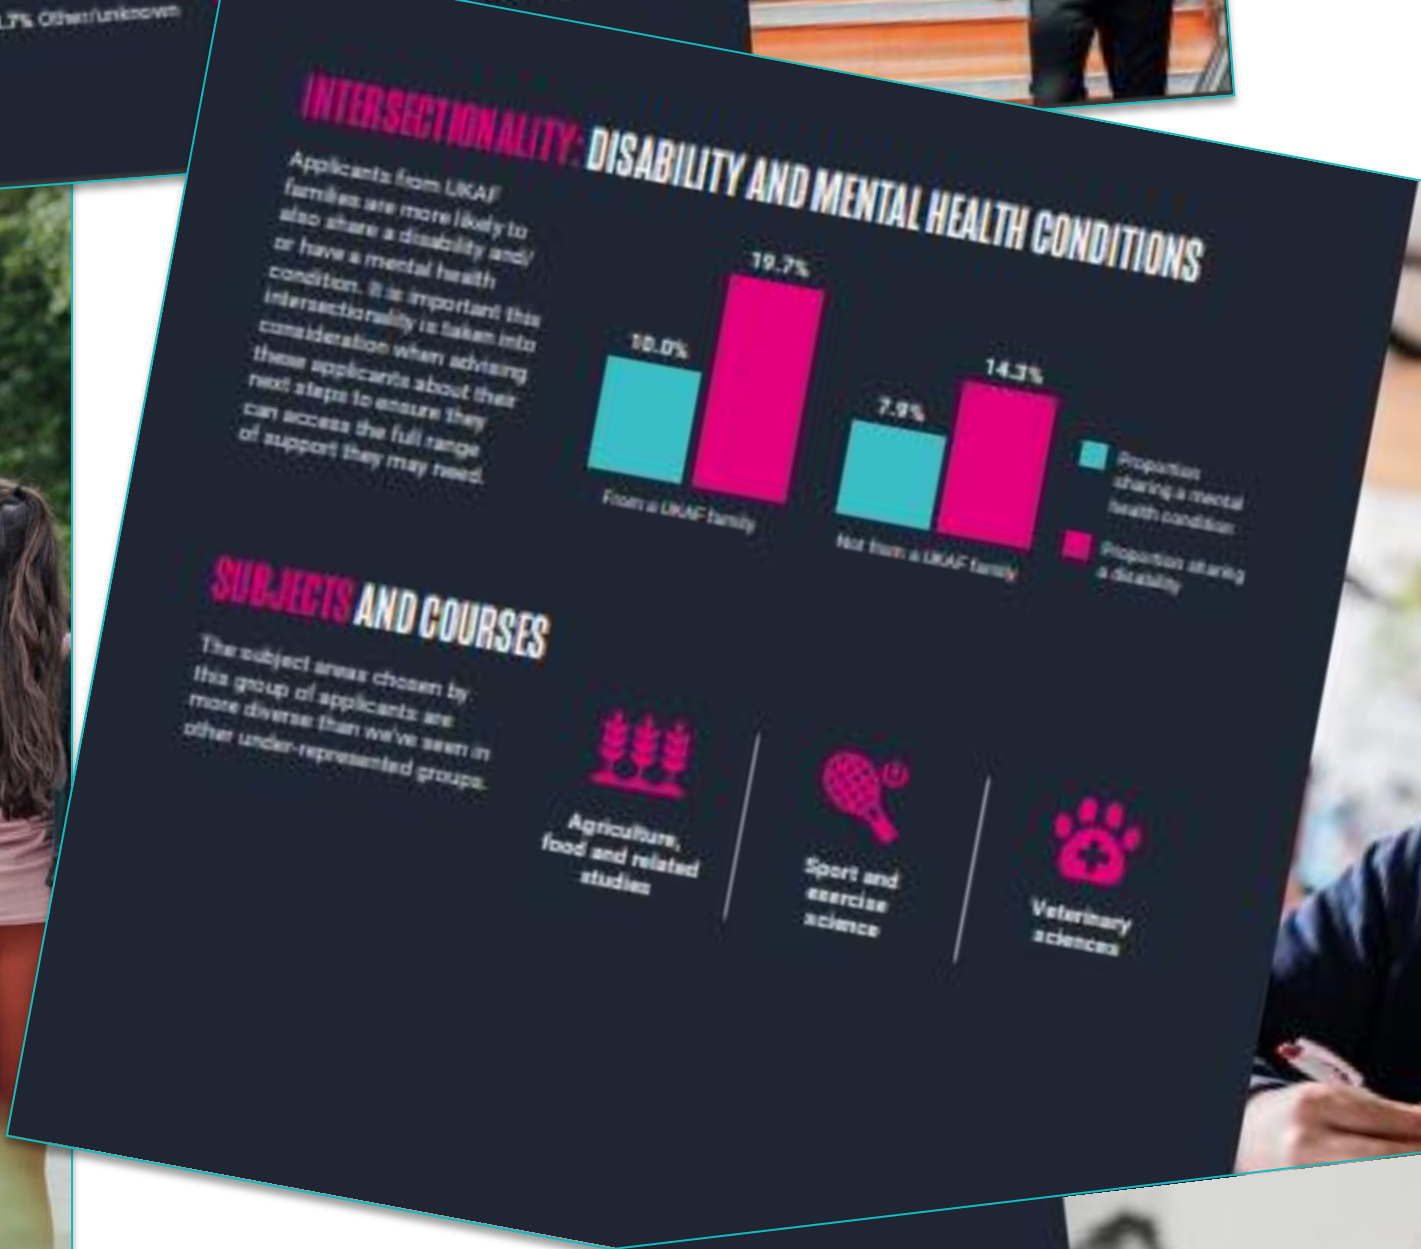 1.7% Other/unknown
INTERSECTIONALITY: DISABILITY AND MENTAL HEALTH CONDITIONS
Applicants from UKAF
families are more likely to
also share a disability and/
or have a mental health
condition. It is important this
intersectionality is taken into
consideration when advising
these applicants about their
next steps to ensure they
can access the full range
of support they may need.
10.0%
19.7%
From a UKAF family
7.9%
14.3%
Not from a UKAF family
Proportion
sharing a mental
health condition
Proportion sharing
a disability
SUBJECTS AND COURSES
The subject areas chosen by
this group of applicants are
more diverse than we've seen in
other under-represented groups.
Agriculture,
food and related
studies
Sport and
exercise
science
Veterinary
sciences